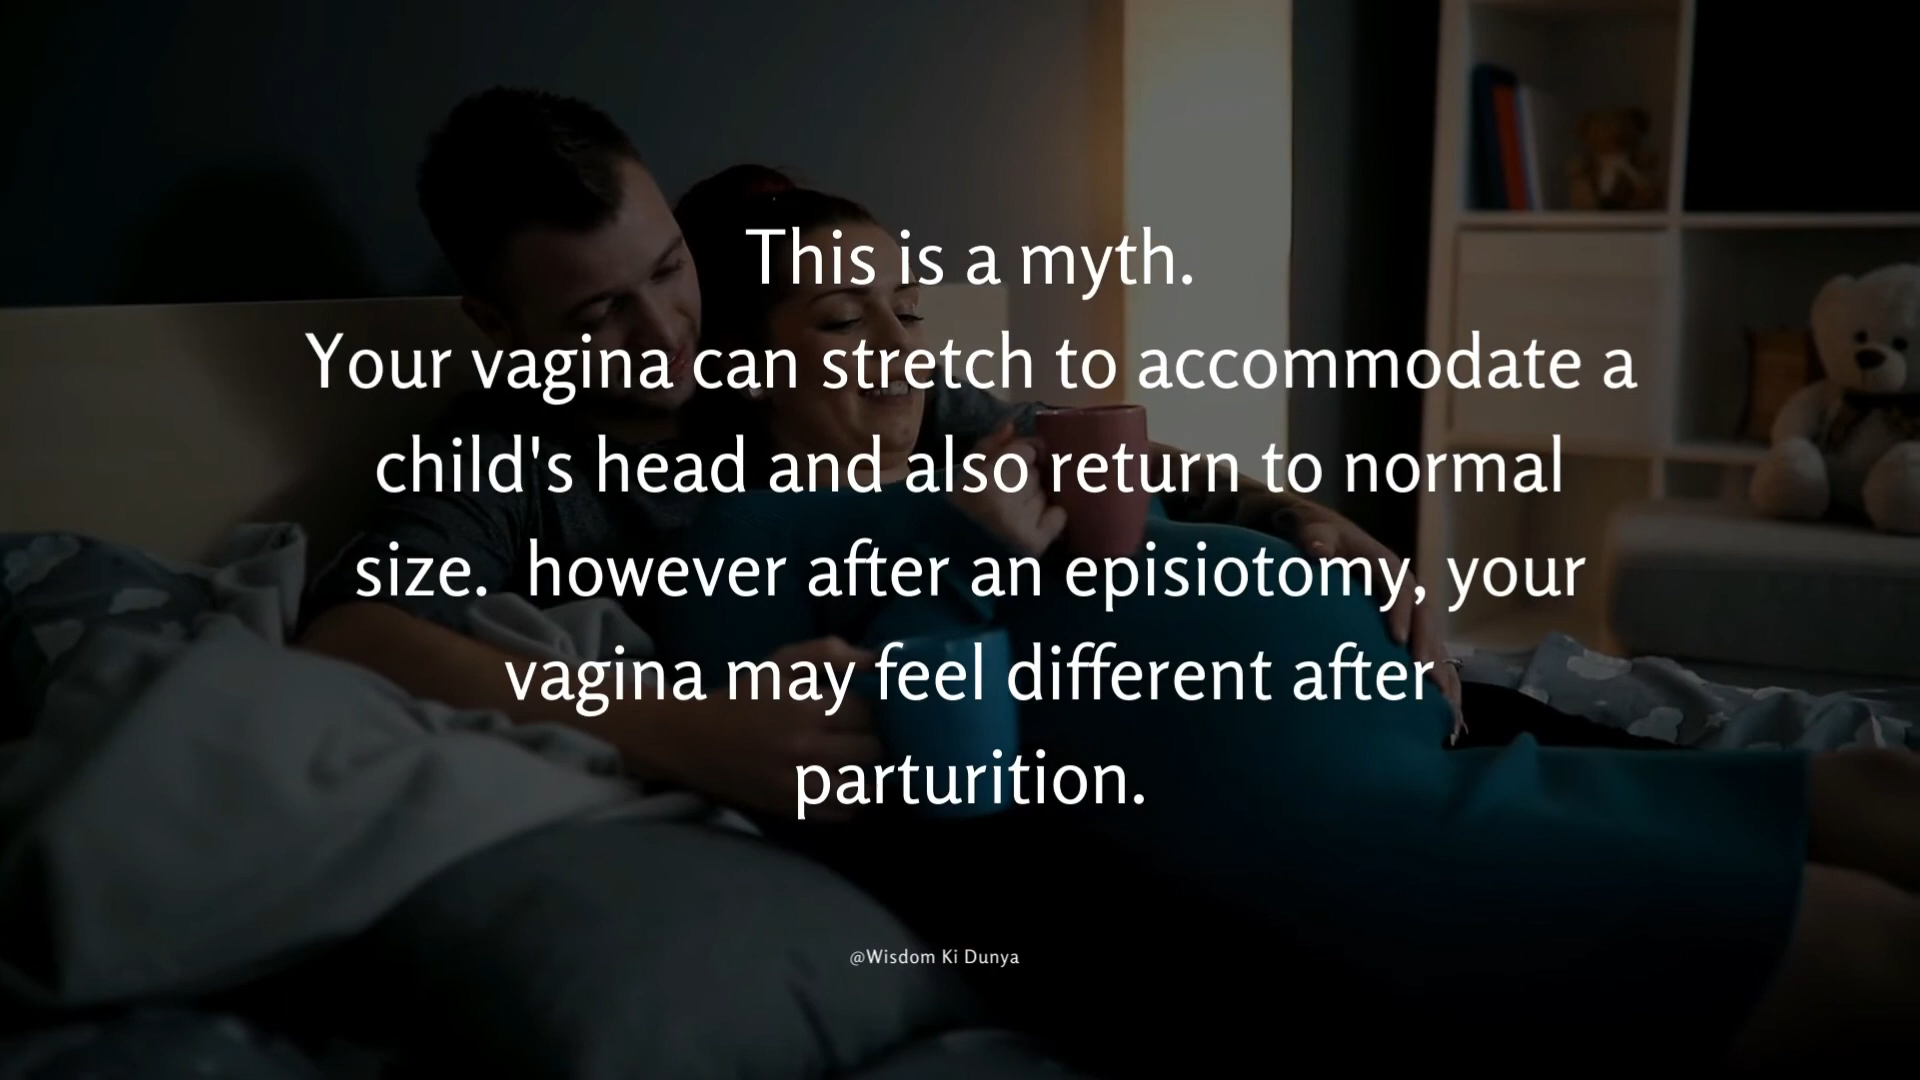 This is a myth.
Your vagina can stretch to accommodate a
child's head and also return to normal
size.  however after an episiotomy, your
vagina may feel different after
parturition.
@Wisdom Ki Dunya